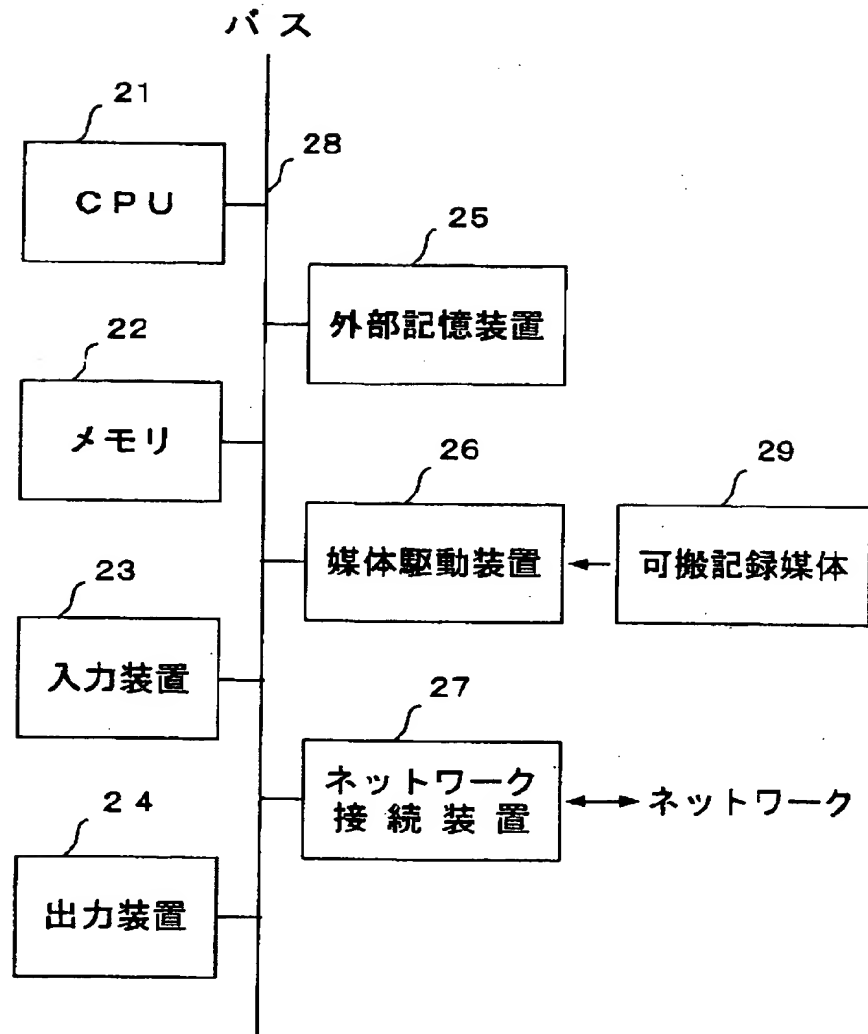 バス
21
28
CPU
25
外部記憶装置
22
メモリ
26
29
媒体駆動装置
可搬記録媒体
23
入力装置
27
ネットワーク
接続装置
ネットワーク
24
出力装置